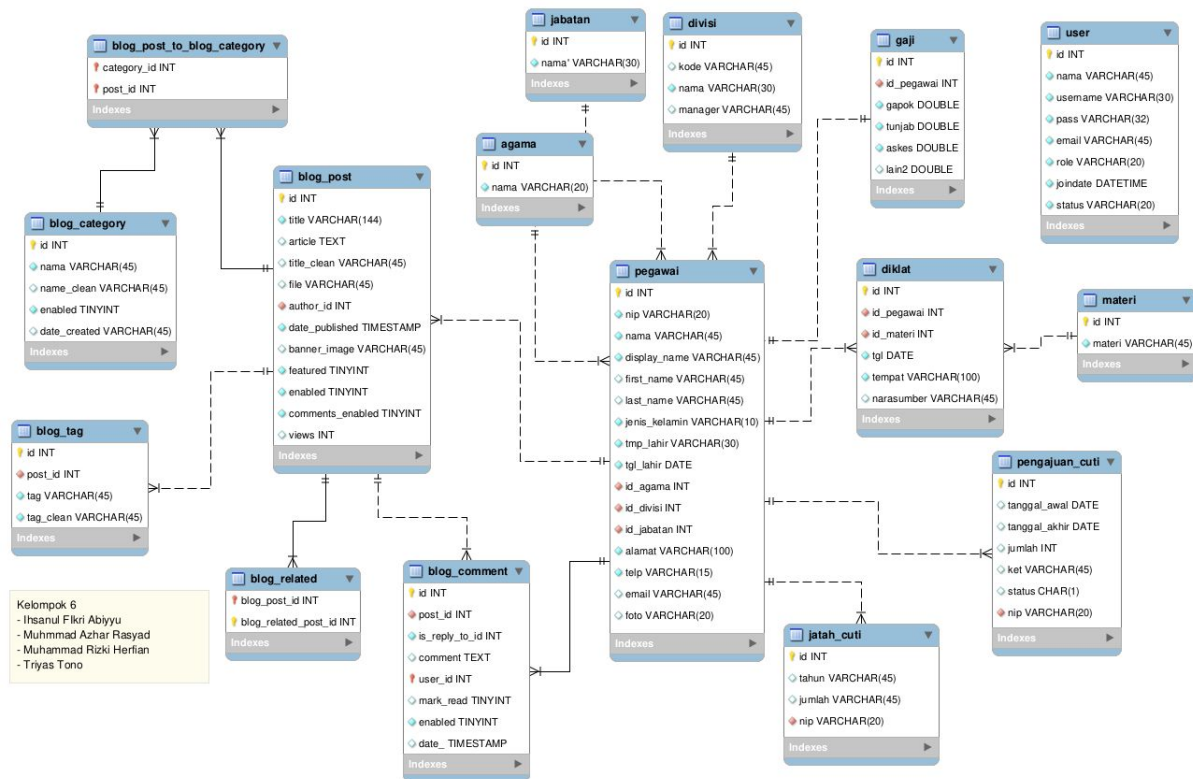 blog_post_to_blog_category
category_id INT
post_id INT
Indexes
jabatan
id INT
nama' VARCHAR(30)
Indexes
divisi
id INT
kode VARCHAR(45)
nama VARCHAR(30)
manager VARCHAR(45)
Indexes
gaji
id INT
id_pegawai INT
gapok DOUBLE
tunjab DOUBLE
askes DOUBLE
lain2 DOUBLE
Indexes
user
id INT
nama VARCHAR(45)
username VARCHAR(30)
pass VARCHAR(32)
email VARCHAR(45)
role VARCHAR(20)
joindate DATETIME
status VARCHAR(20)
Indexes
agama
id INT
nama VARCHAR(20)
Indexes
blog_category
id INT
nama VARCHAR(45)
name_clean VARCHAR(45)
enabled TINYINT
date_created VARCHAR(45)
Indexes
blog_post
id INT
title VARCHAR(144)
article TEXT
title_clean VARCHAR(45)
file VARCHAR(45)
author_id INT
date_published TIMESTAMP
banner_image VARCHAR(45)
featured TINYINT
enabled TINYINT
comments_enabled TINYINT
views INT
Indexes
pegawai
id INT
nip VARCHAR(20)
nama VARCHAR(45)
display_name VARCHAR(45)
first_name VARCHAR(45)
last_name VARCHAR(45)
jenis_kelamin VARCHAR(10)
tmp_lahir VARCHAR(30)
tgl_lahir DATE
id_agama INT
id_divisi INT
id_jabatan INT
alamat VARCHAR(100)
telp VARCHAR(15)
email VARCHAR(45)
foto VARCHAR(20)
Indexes
diklat
id INT
id_pegawai INT
id_materi INT
tgl DATE
tempat VARCHAR(100)
narasumber VARCHAR(45)
Indexes
materi
id INT
materi VARCHAR(45)
Indexes
blog_tag
id INT
post_id INT
tag VARCHAR(45)
tag_clean VARCHAR(45)
Indexes
pengajuan_cuti
id INT
tanggal_awal DATE
tanggal_akhir DATE
jumlah INT
ket VARCHAR(45)
status CHAR(1)
nip VARCHAR(20)
Indexes
blog_related
blog_post_id INT
blog_related_post_id INT
Indexes
blog_comment
id INT
post_id INT
is_reply_to_id INT
comment TEXT
user_id INT
mark_read TINYINT
enabled TINYINT
date_ TIMESTAMP
Indexes
jatah_cuti
id INT
tahun VARCHAR(45)
jumlah VARCHAR(45)
nip VARCHAR(20)
Indexes
Kelompok 6
- Ihsanul FIkri Abiyyu
- Muhmmad Azhar Rasyad
- Muhammad Rizki Herfian
- Triyas Tono